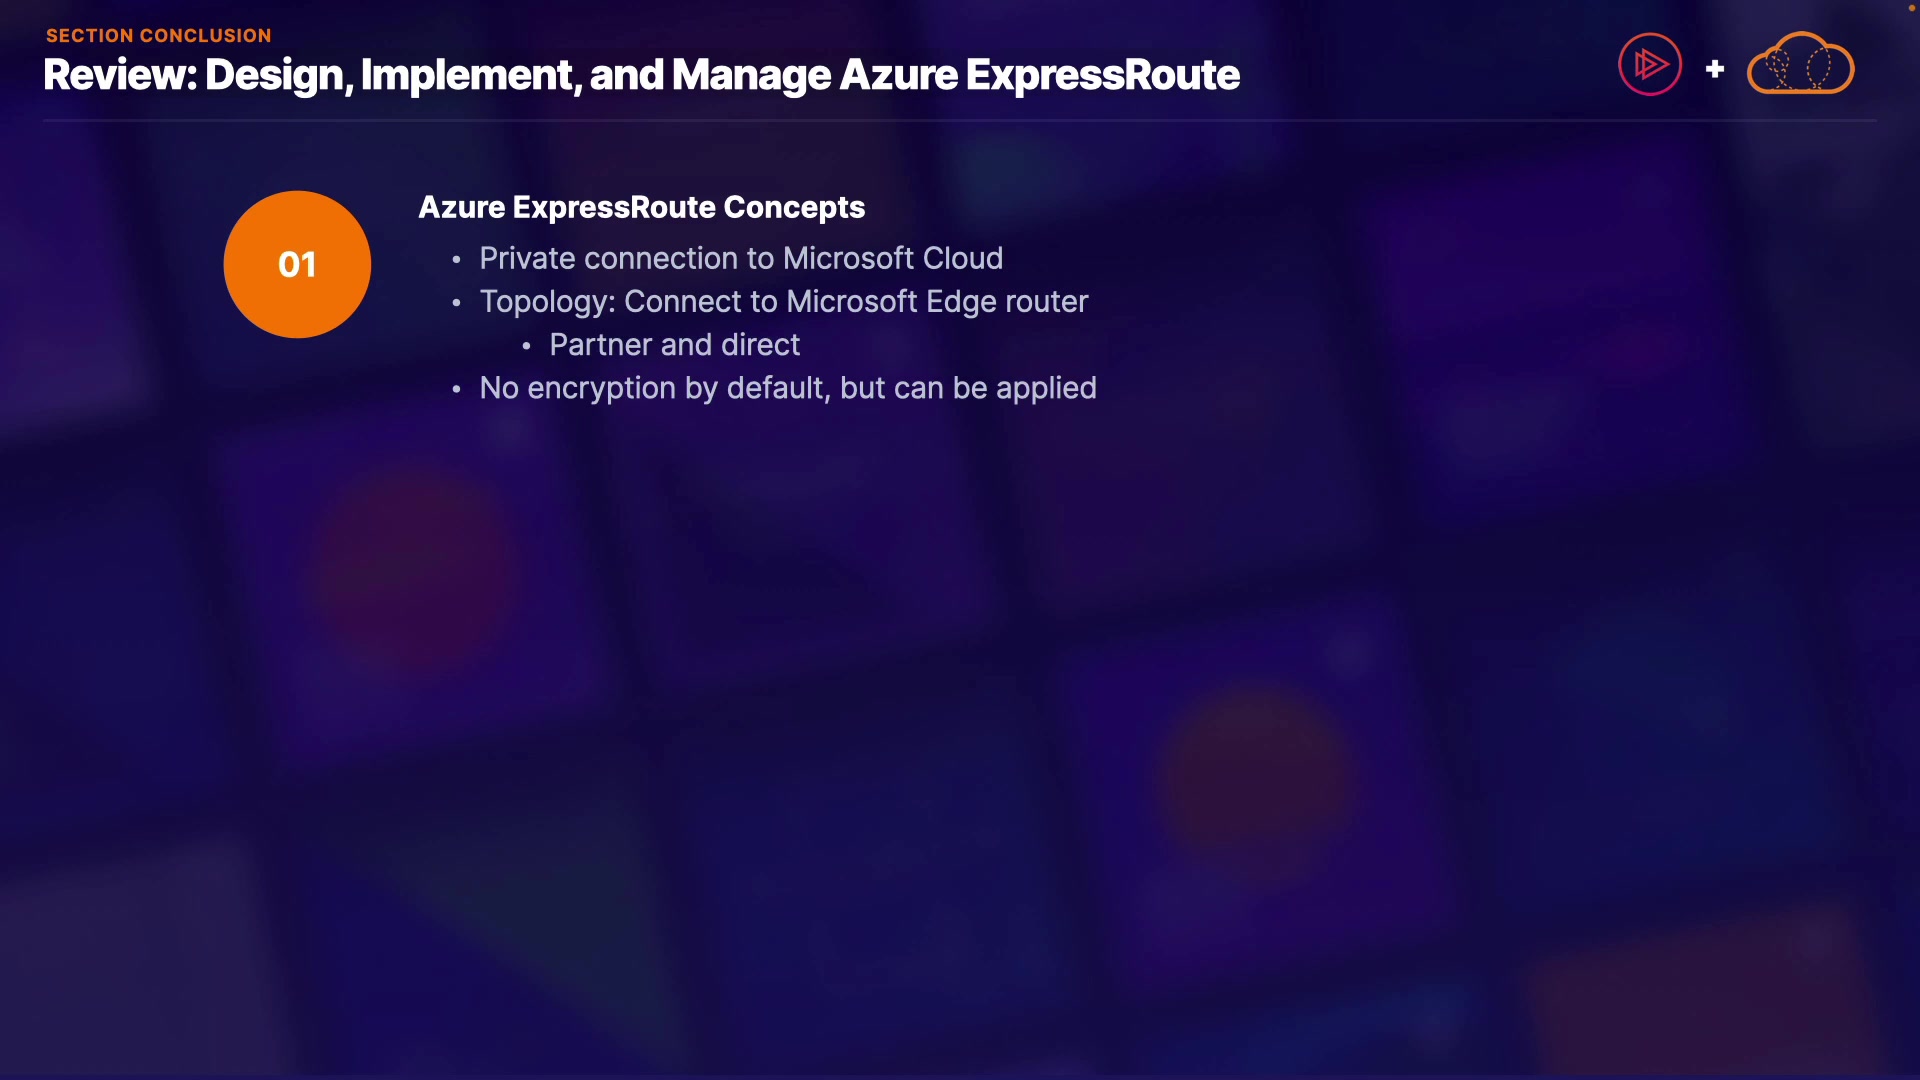 SECTION CONCLUSION
Review: Design, Implement, and Manage Azure ExpressRoute
+
01
Azure ExpressRoute Concepts
• Private connection to Microsoft Cloud
• Topology: Connect to Microsoft Edge router
• Partner and direct
• No encryption by default, but can be applied